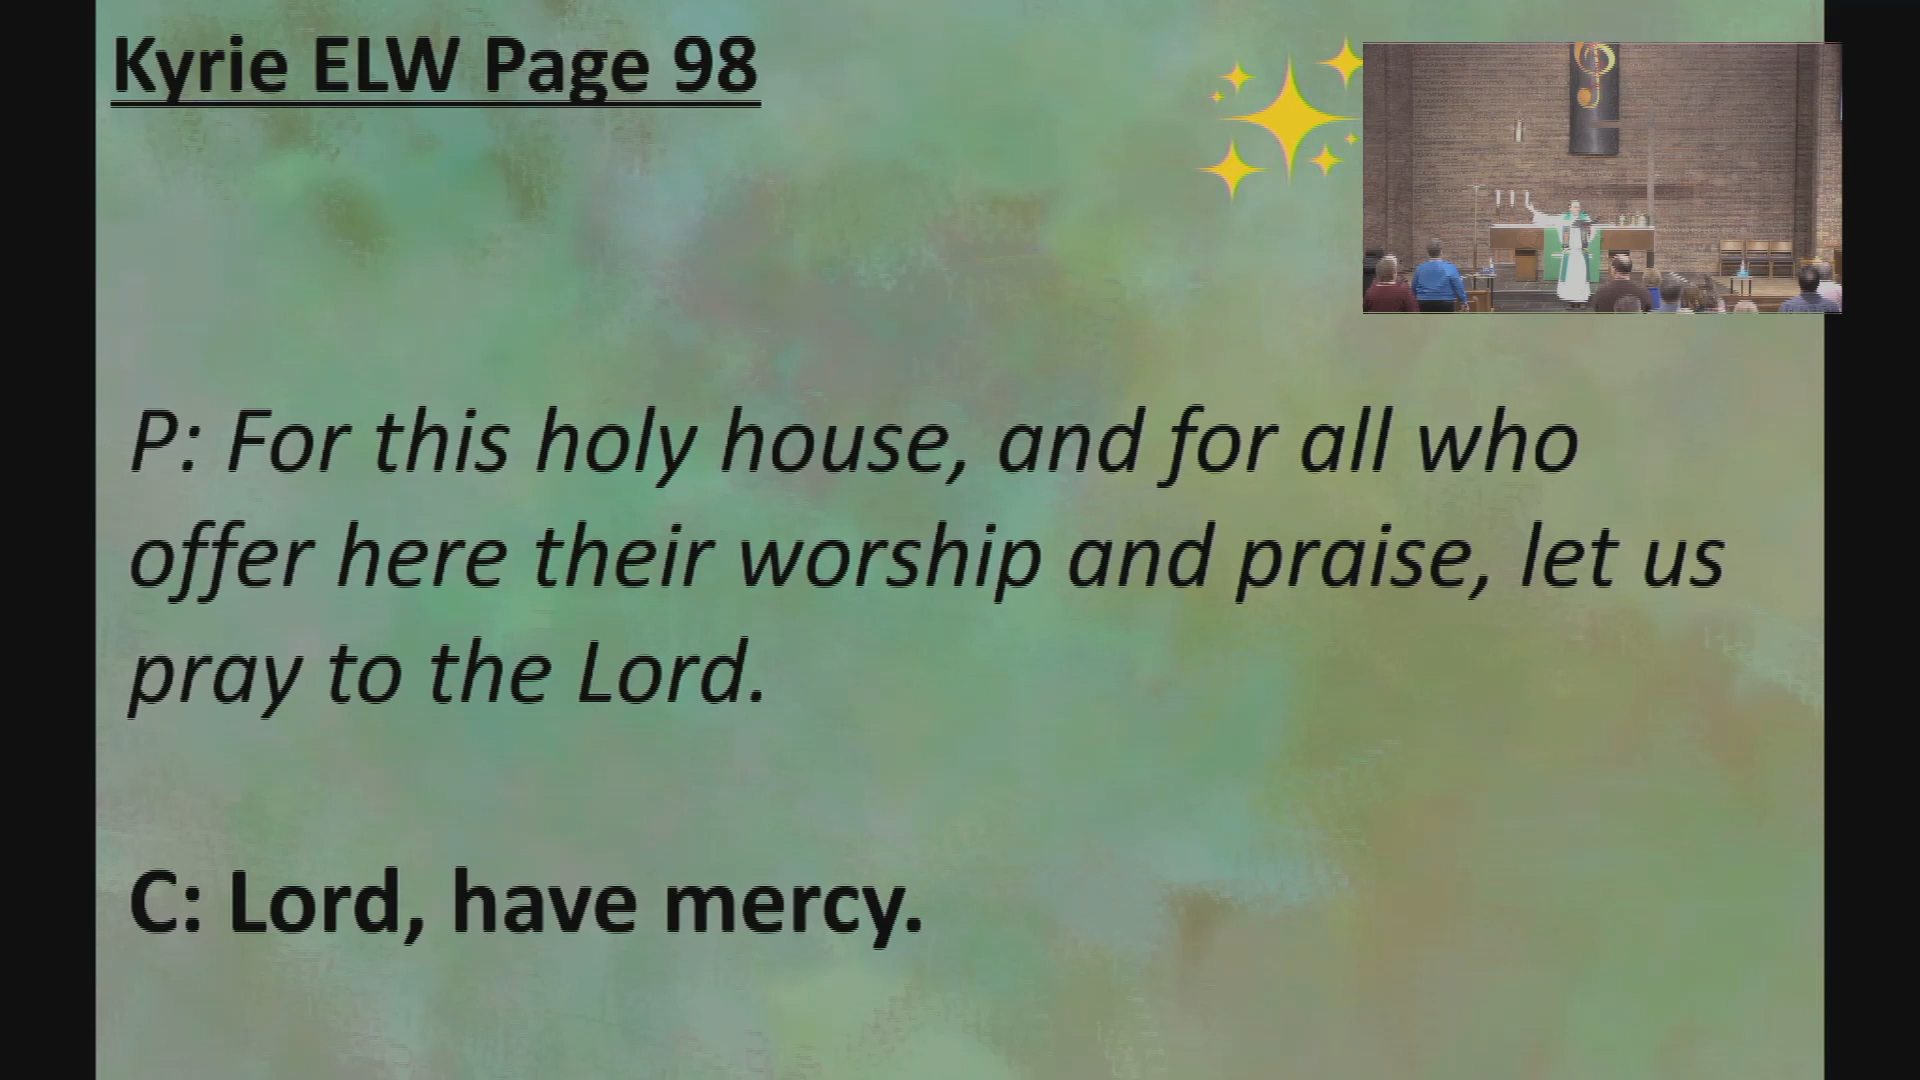 Kyrie ELW Page 98
P: For this holy house, and for all who
offer here their worship and praise, let us
pray to the Lord.
C: Lord, have mercy.